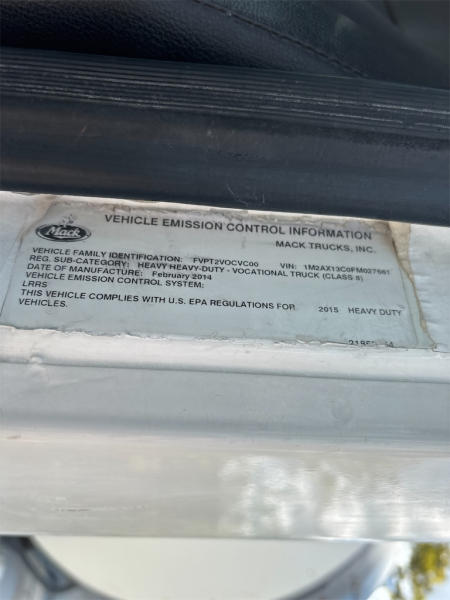 Mack
VEHICLE EMISSION CONTROL INFORMATION
MACK TRUCKS, INC.
VEHICLE FAMILY IDENTIFICATION: FVPT2VOCVC00 VIN: 1M2AX13C0FM027661
REG. SUB-CATEGORY: HEAVY HEAVY-DUTY - VOCATIONAL TRUCK (CLASS 8)
DATE OF MANUFACTURE: February 2014
VEHICLE EMISSION CONTROL SYSTEM:
LRRS
THIS VEHICLE COMPLIES WITH U.S. EPA REGULATIONS FOR 2015 HEAVY DUTY
VEHICLES.